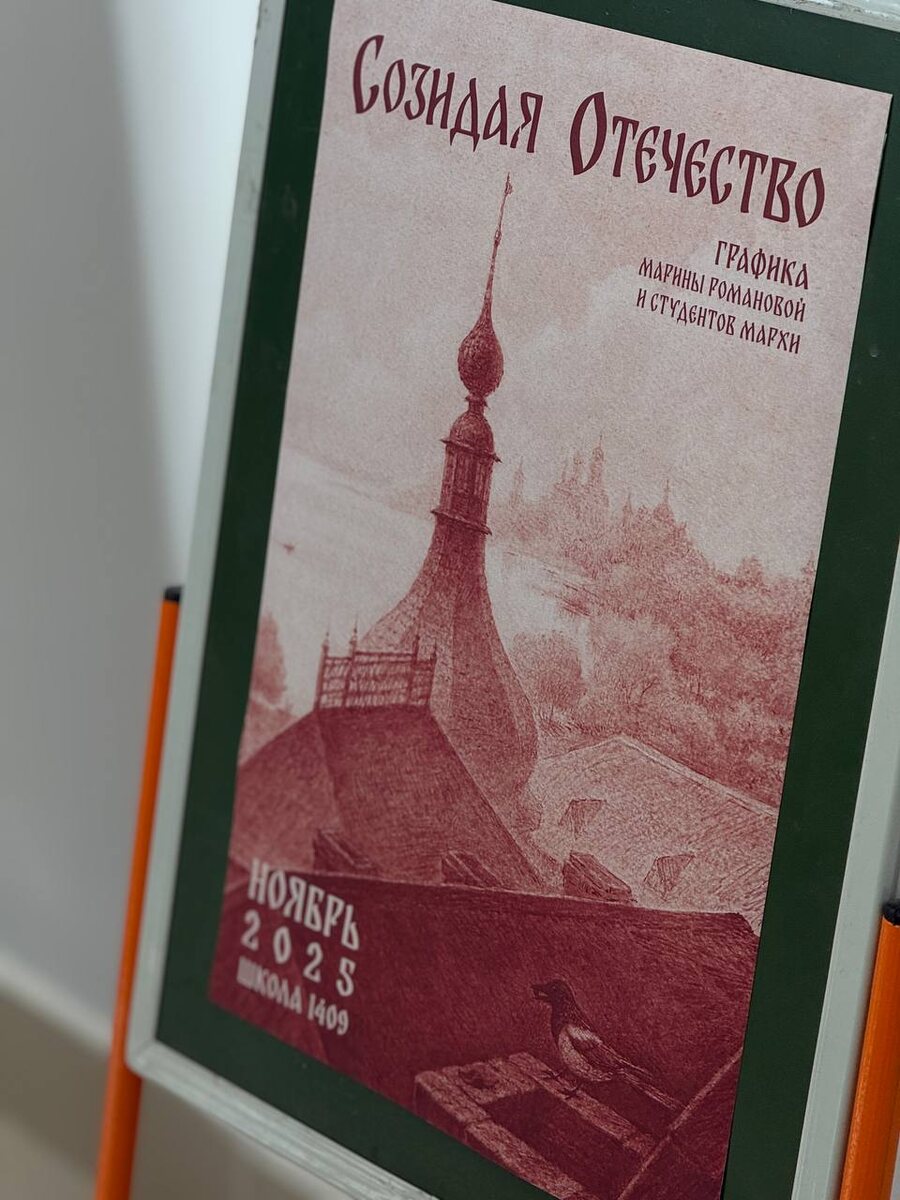 Созидая Отечество
графика
Марины Романовой
и студентов МАРХИ
НОЯБРЬ
2025
ШКОЛА 1409